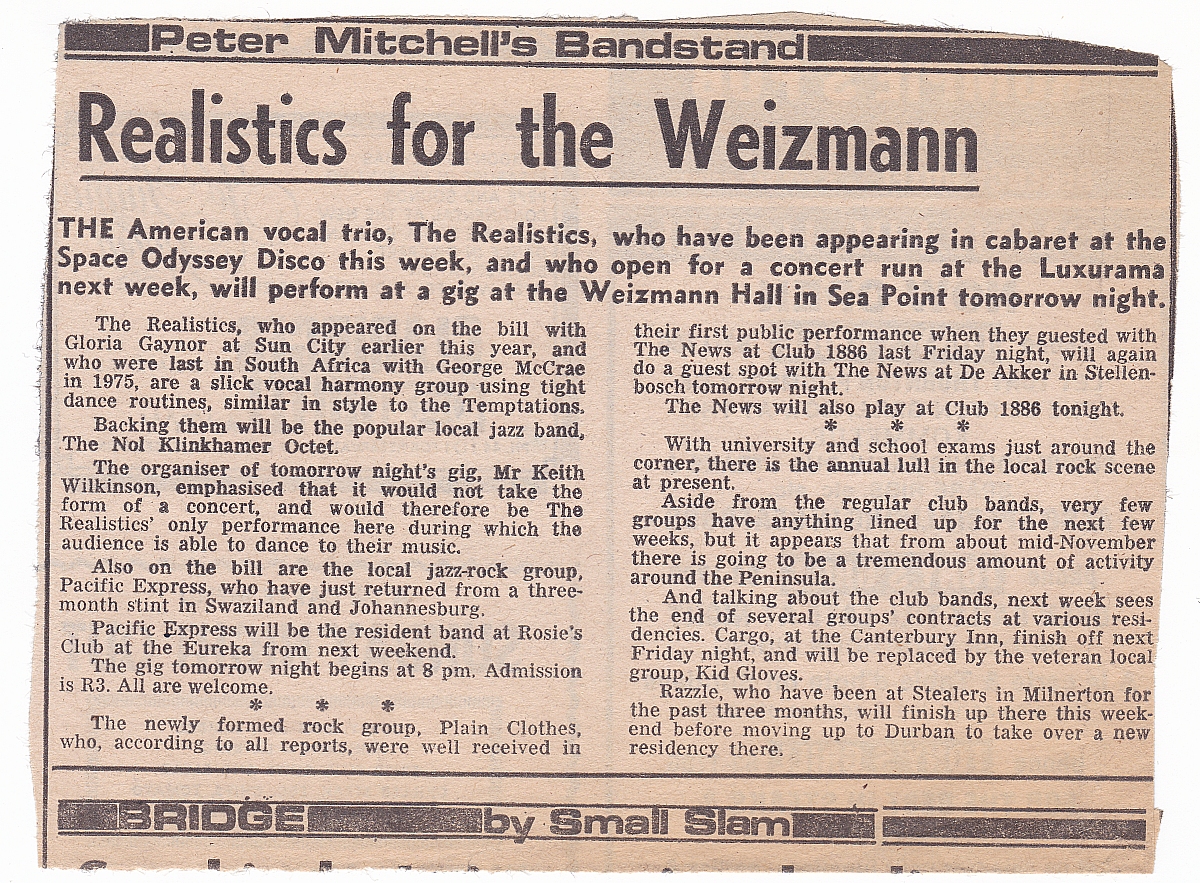 Peter Mitchell's Bandstand
Realistics for the Weizmann
THE American vocal trio, The Realistics, who have been appearing in cabaret at the
Space Odyssey Disco this week, and who open for a concert run at the Luxurama
next week, will perform at a gig at the Weizmann Hall in Sea Point tomorrow night.
The Realistics, who appeared on the bill with
Gloria Gaynor at Sun City earlier this year, and
who were last in South Africa with George McCrae
in 1975, are a slick vocal harmony group using tight
dance routines, similar in style to the Temptations.
Backing them will be the popular local jazz band,
The Nol Klinkhamer Octet.
The organiser of tomorrow night's gig, Mr Keith
Wilkinson, emphasised that it would not take the
form of a concert, and would therefore be The
Realistics' only performance here during which the
audience is able to dance to their music.
Also on the bill are the local jazz-rock group,
Pacific Express, who have just returned from a three-
month stint in Swaziland and Johannesburg.
Pacific Express will be the resident band at Rosie's
Club at the Eureka from next weekend.
The gig tomorrow night begins at 8 pm. Admission
is R3. All are welcome.
* * *
The newly formed rock group, Plain Clothes,
who, according to all reports, were well received in
their first public performance when they guested with
The News at Club 1886 last Friday night, will again
do a guest spot with The News at De Akker in Stellen-
bosch tomorrow night.
The News will also play at Club 1886 tonight.
* * *
With university and school exams just around the
corner, there is the annual lull in the local rock scene
at present.
Aside from the regular club bands, very few
groups have anything lined up for the next few
weeks, but it appears that from about mid-November
there is going to be a tremendous amount of activity
around the Peninsula.
And talking about the club bands, next week sees
the end of several groups' contracts at various resi-
dencies. Cargo, at the Canterbury Inn, finish off next
Friday night, and will be replaced by the veteran local
group, Kid Gloves.
Razzle, who have been at Stealers in Milnerton for
the past three months, will finish up there this week-
end before moving up to Durban to take over a new
residency there.
BRIDGE by Small Slam